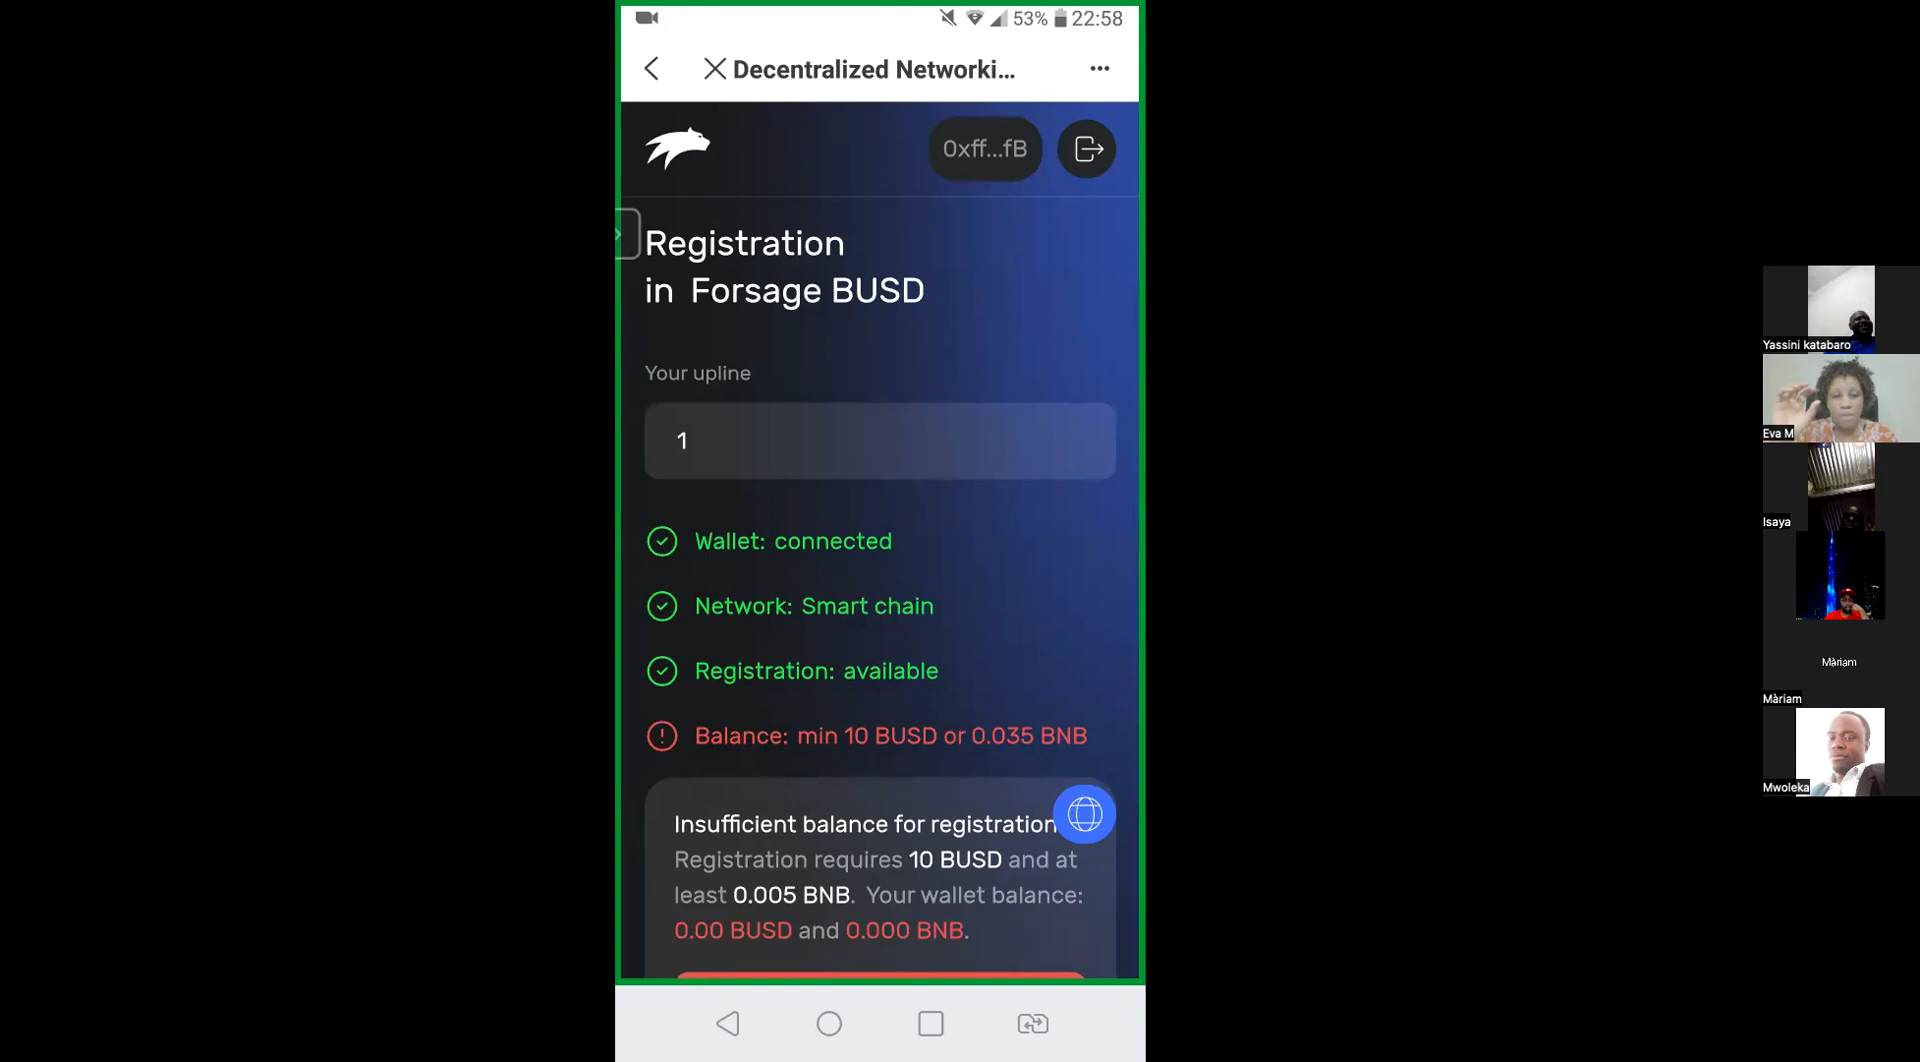 53% 22:58
Decentralized Networki...
0xff...fB
Registration
in Forsage BUSD
Your upline
1
Wallet: connected
Network: Smart chain
Registration: available
Balance: min 10 BUSD or 0.035 BNB
Insufficient balance for registration
Registration requires 10 BUSD and at
least 0.005 BNB. Your wallet balance:
0.00 BUSD and 0.000 BNB.
Yassini katabaro
Eva M
Isaya
Màriam
Màriam
Mwoleka